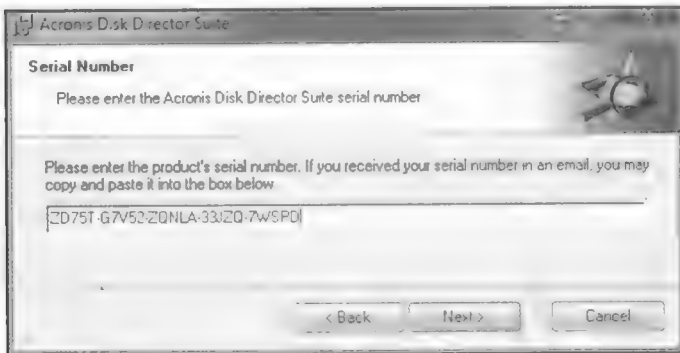 Acronis Disk Director Suite
Serial Number
Please enter the Acronis Disk Director Suite serial number
Please enter the product's serial number. If you received your serial number in an email, you may
copy and paste it into the box below
ZD75T-G7V52-ZQNLA-33JZQ-7WSPD
< Back
Next >
Cancel